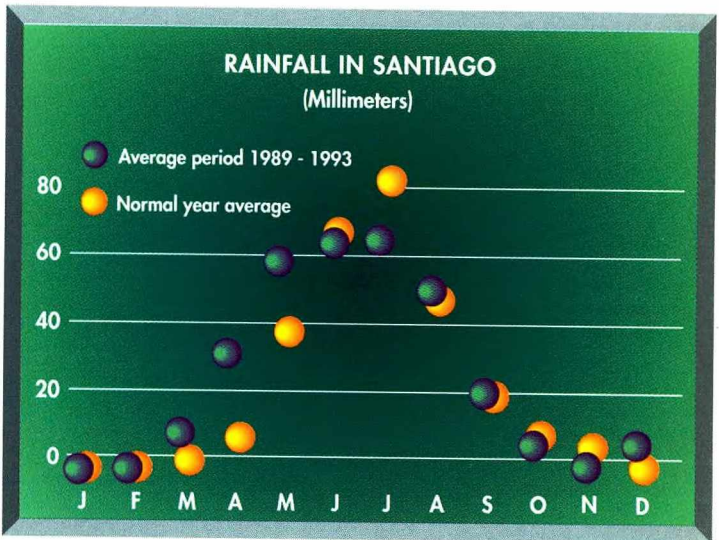 RAINFALL IN SANTIAGO
(Millimeters)
Average period 1989 - 1993
Normal year average
80
60
40
20
0
J F M A M J J A S O N D